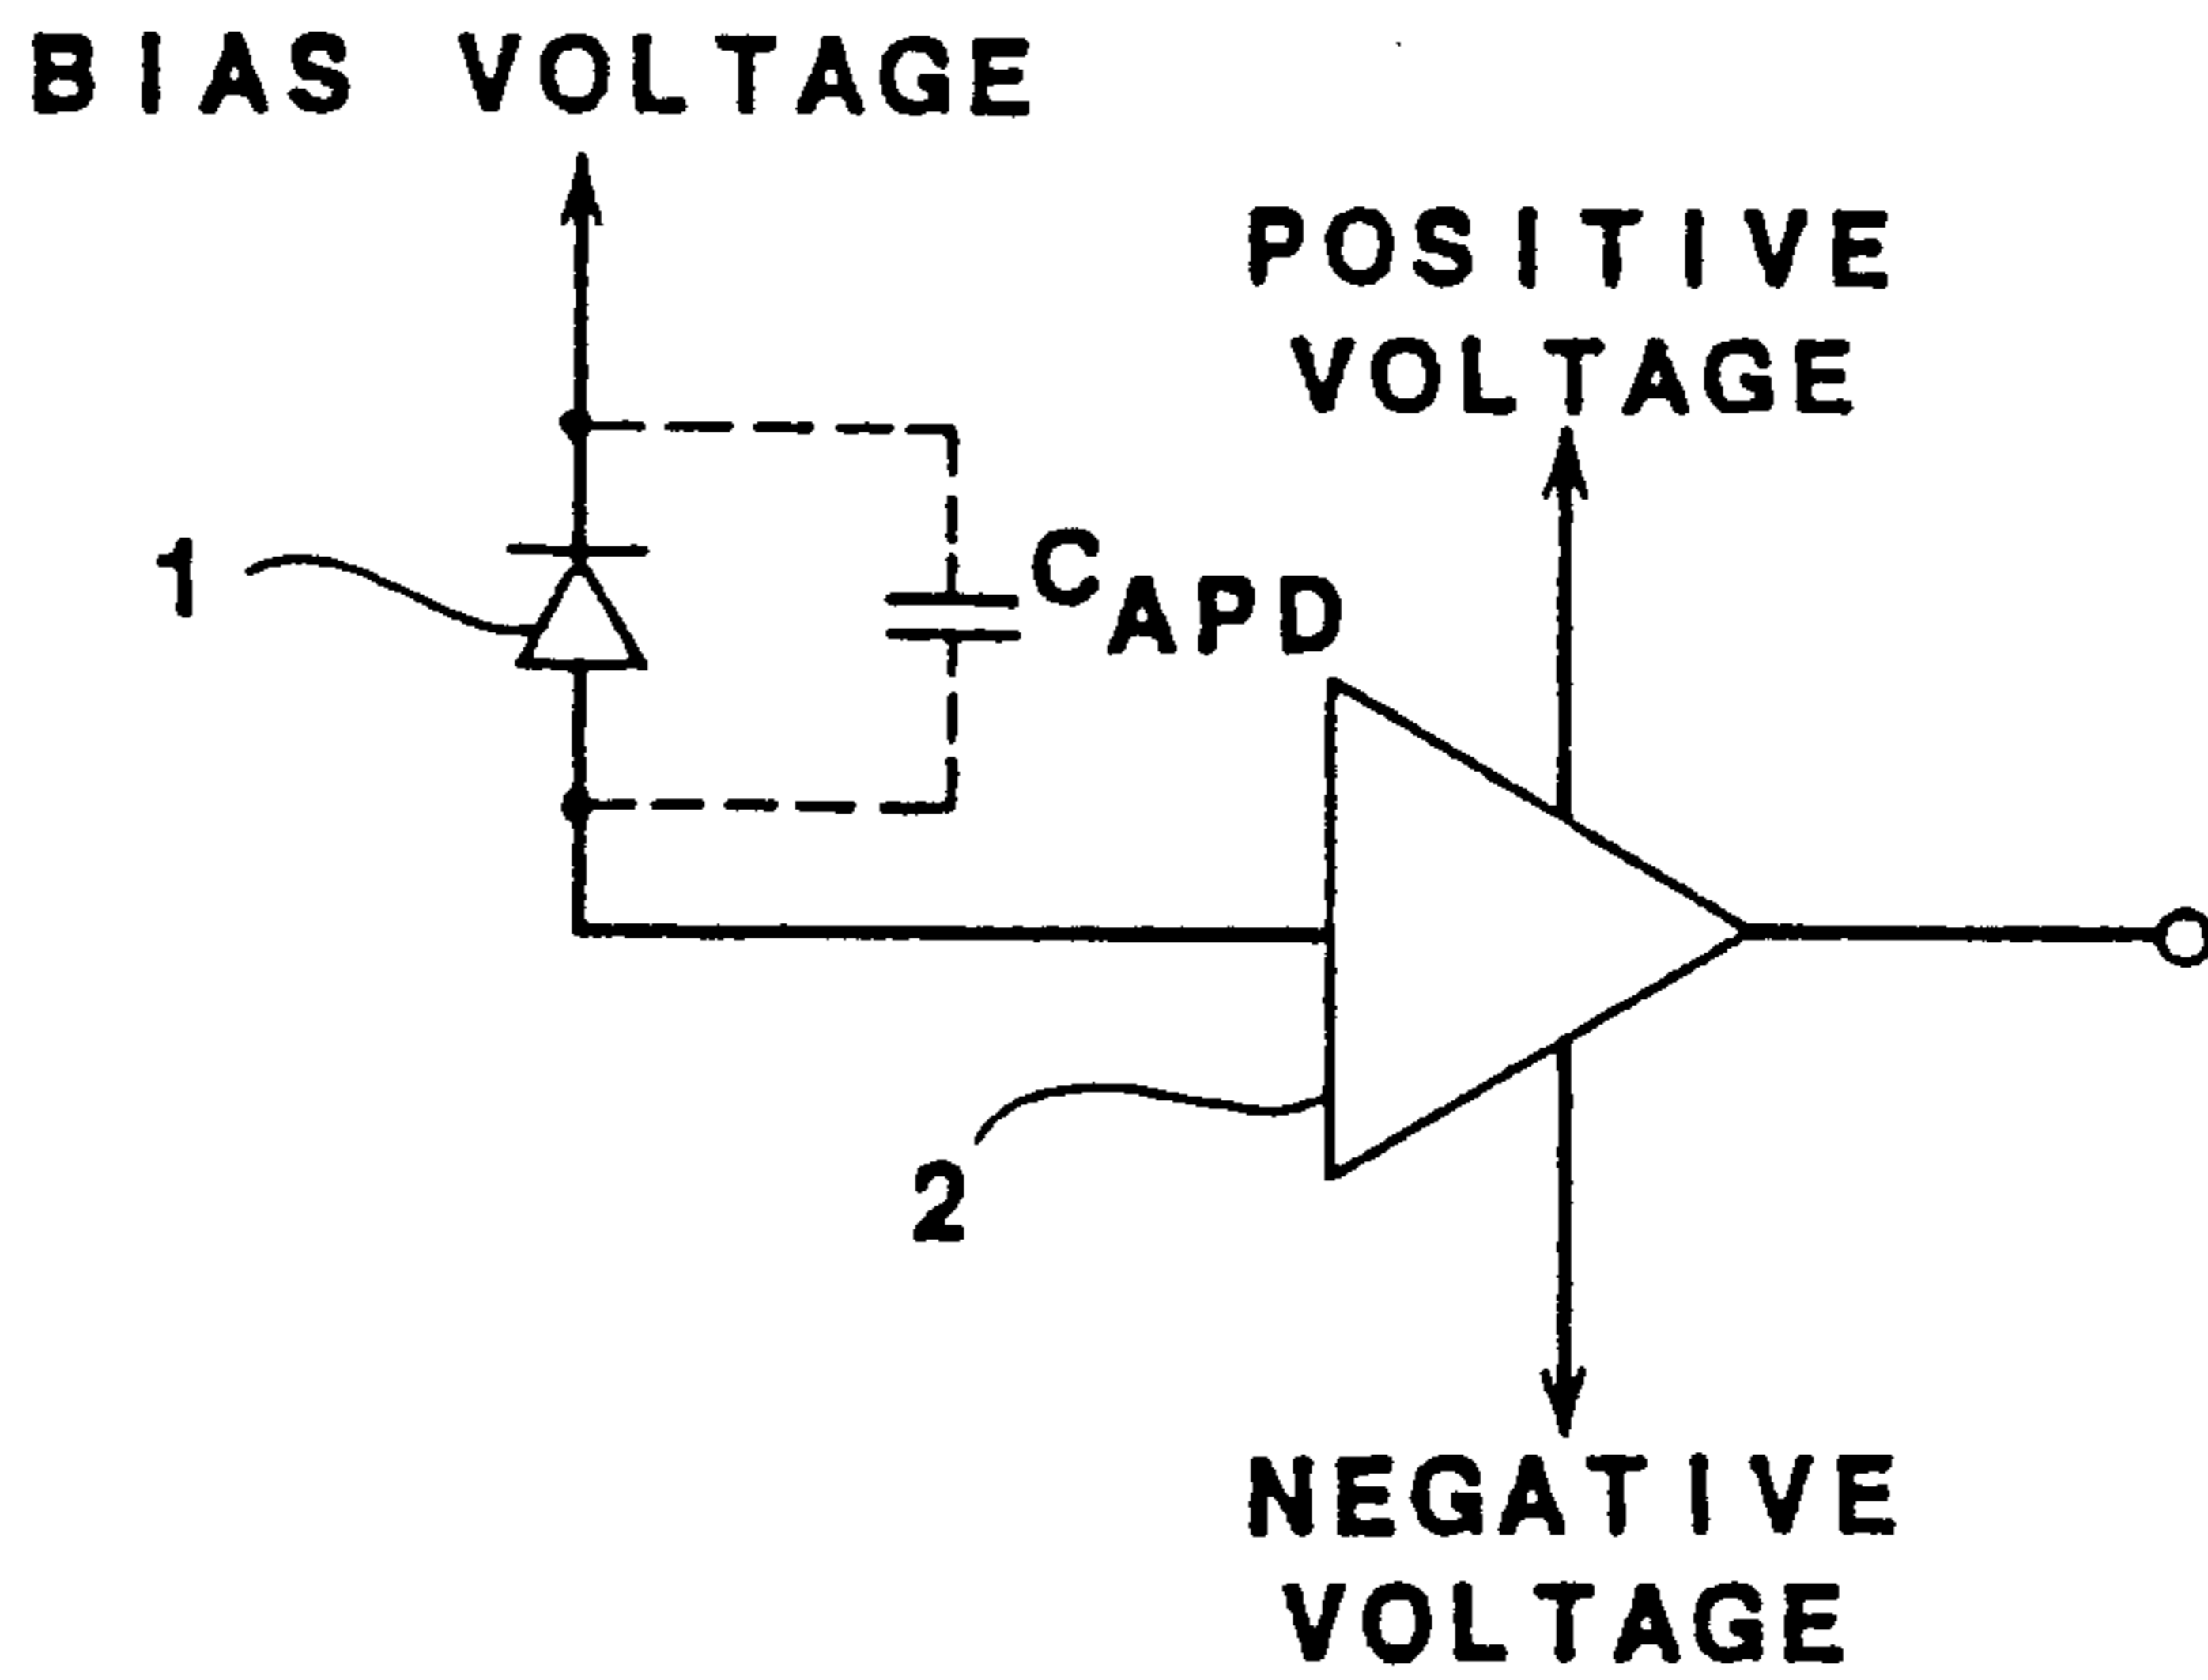 BIAS VOLTAGE
POSITIVE
VOLTAGE
1
CAPD
2
NEGATIVE
VOLTAGE